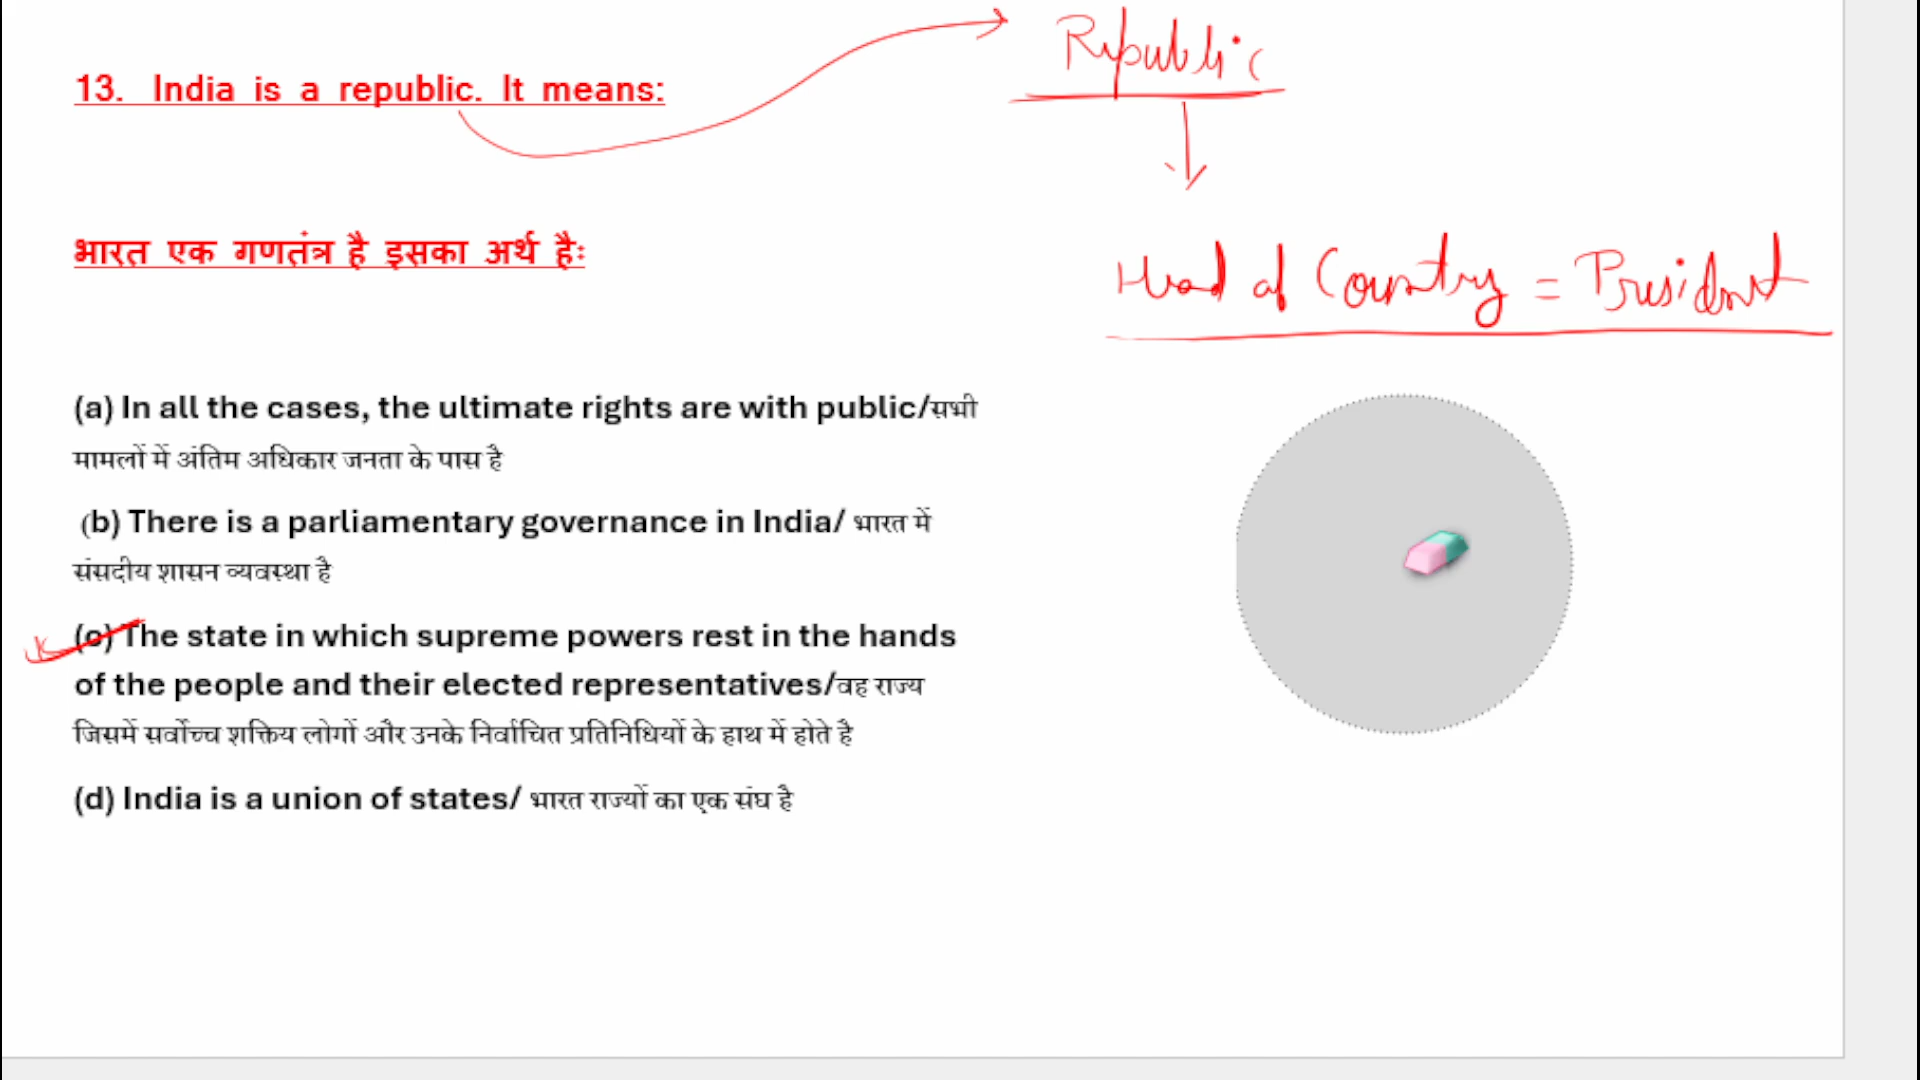 Republic
13. India is a republic. It means:
भारत एक गणतंत्र है इसका अर्थ है:
Head of Country = President
(a) In all the cases, the ultimate rights are with public/सभी
मामलों में अंतिम अधिकार जनता के पास है
(b) There is a parliamentary governance in India/ भारत में
संसदीय शासन व्यवस्था है
(c) The state in which supreme powers rest in the hands
of the people and their elected representatives/वह राज्य
जिसमें सर्वोच्च शक्तिय लोगों और उनके निर्वाचित प्रतिनिधियों के हाथ में होते है
(d) India is a union of states/ भारत राज्यों का एक संघ है